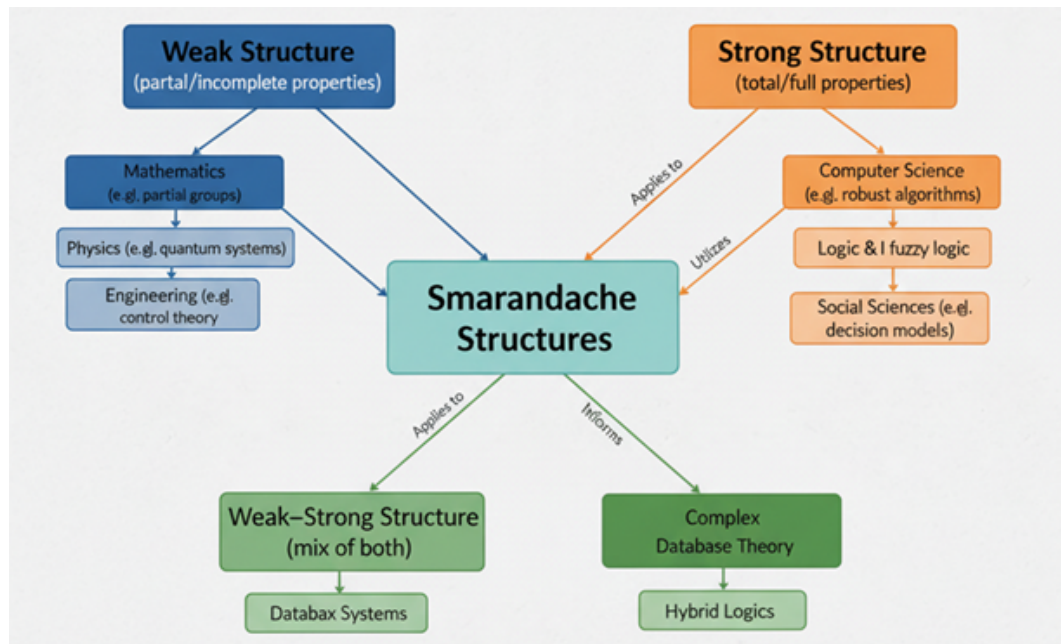 Weak Structure
(partal/incomplete properties)
Strong Structure
(total/full properties)
Mathematics
(e.g|, partial groups)
Physics (e.g|, quantum systems)
Engineering (e.g|.
control theory
Applies to
Computer Science
(e.g|. robust algorithms)
Utlizes
Logic & I fuzzy logic
Social Sciences (e.g|.
decision models)
Smarandache
Structures
Applies to
Informs
Weak–Strong Structure
(mix of both)
Databax Systems
Complex
Database Theory
Hybrid Logics